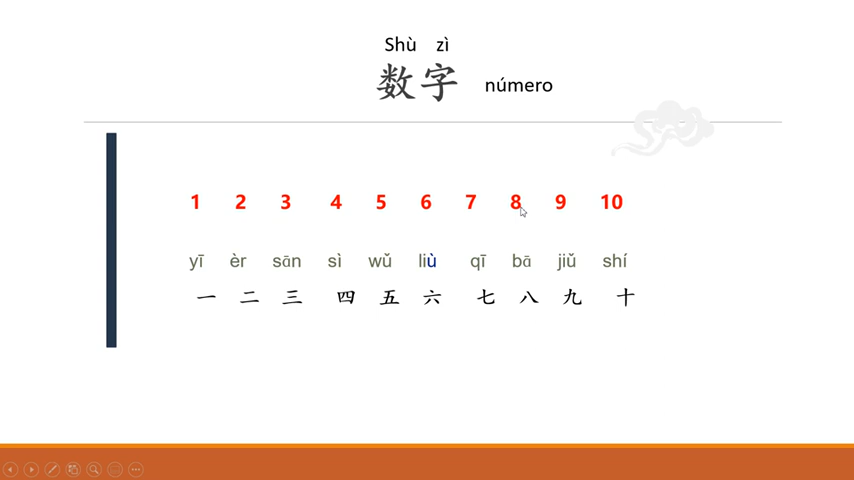 Shù zì
数字 número
1 2 3 4 5 6 7 8 9 10
yī èr sān sì wǔ liù qī bā jiǔ shí
一 二 三 四 五 六 七 八 九 十